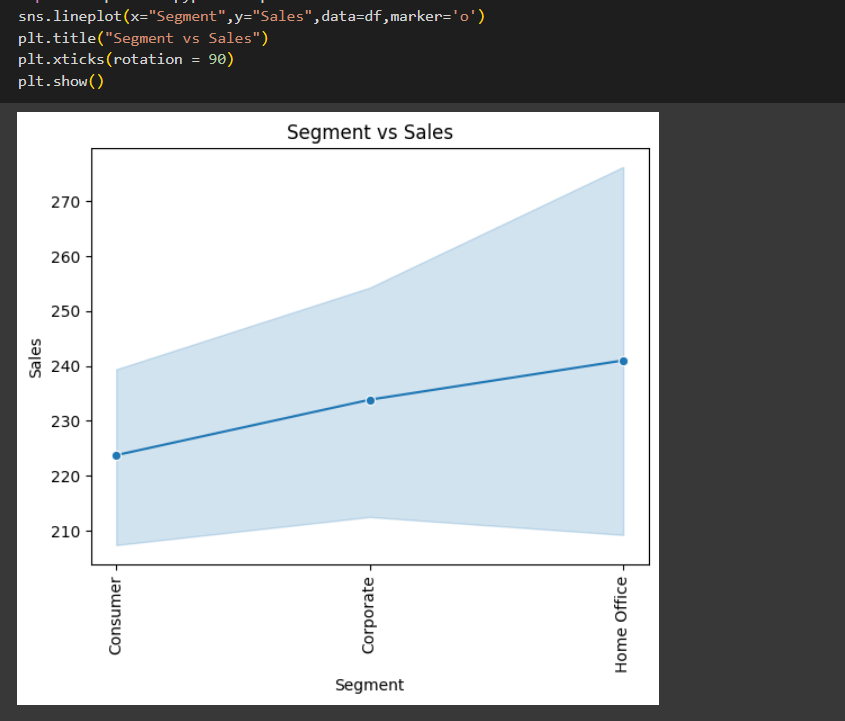 sns.lineplot(x="Segment",y="Sales",data=df,marker='o')
plt.title("Segment vs Sales")
plt.xticks(rotation = 90)
plt.show()
Segment vs Sales
270
260
250
240
230
220
210
Sales
Consumer
Corporate
Home Office
Segment